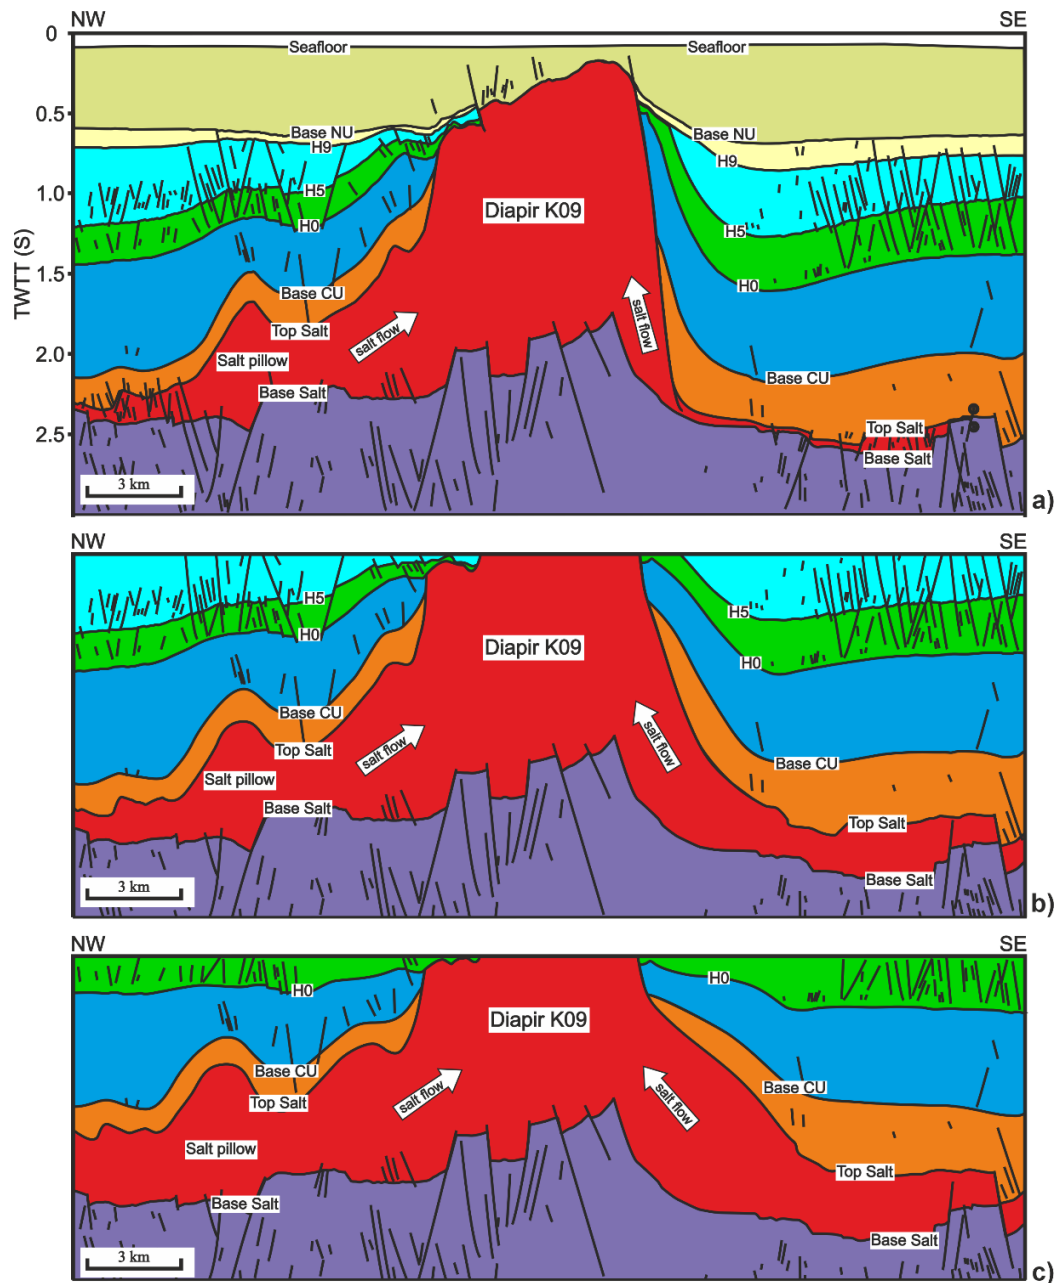 NW SE
0
Seafloor Seafloor
0.5
Base NU Base NU
H9 H9
1.0
H5 H5
H0 H0
Diapir K09
TWTT (S)
1.5
Base CU Base CU
Top Salt Top Salt
salt flow salt flow
Salt pillow
2.0
Base Salt Base Salt
2.5
3 km
a)
NW SE
H5 H5
H0 H0
Diapir K09
Base CU Base CU
Top Salt Top Salt
salt flow salt flow
Salt pillow
Base Salt Base Salt
3 km
b)
NW SE
H0 H0
Diapir K09
Base CU Base CU
Top Salt Top Salt
salt flow salt flow
Salt pillow
Base Salt Base Salt
3 km
c)